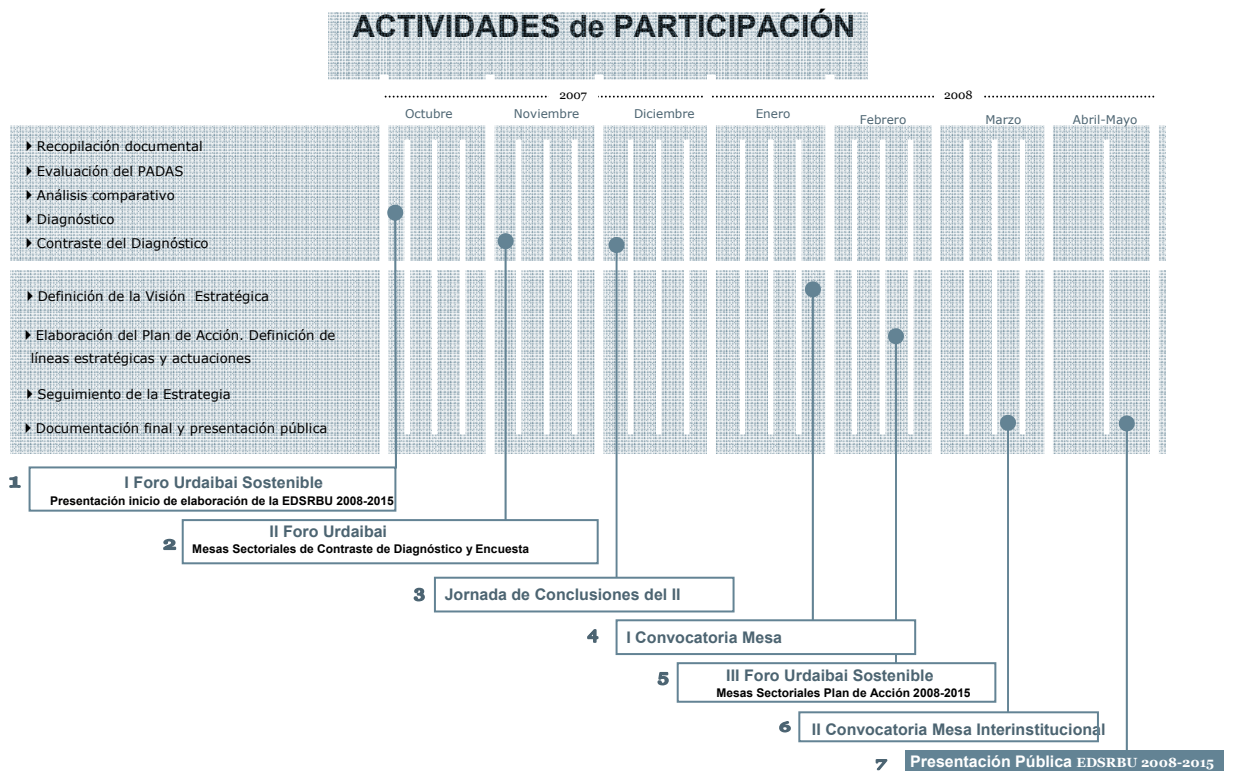 ACTIVIDADES de PARTICIPACIÓN
2007
2008
Octubre
Noviembre
Diciembre
Enero
Febrero
Marzo
Abril-Mayo
Recopilación documental
Evaluación del PADAS
Análisis comparativo
Diagnóstico
Contraste del Diagnóstico
Definición de la Visión Estratégica
Elaboración del Plan de Acción. Definición de
líneas estratégicas y actuaciones
Seguimiento de la Estrategia
Documentación final y presentación pública
1
I Foro Urdaibai Sostenible
Presentación inicio de elaboración de la EDSRBU 2008-2015
2
II Foro Urdaibai
Mesas Sectoriales de Contraste de Diagnóstico y Encuesta
3
Jornada de Conclusiones del II
4
I Convocatoria Mesa
5
III Foro Urdaibai Sostenible
Mesas Sectoriales Plan de Acción 2008-2015
6
II Convocatoria Mesa Interinstitucional
7
Presentación Pública EDSRBU 2008-2015